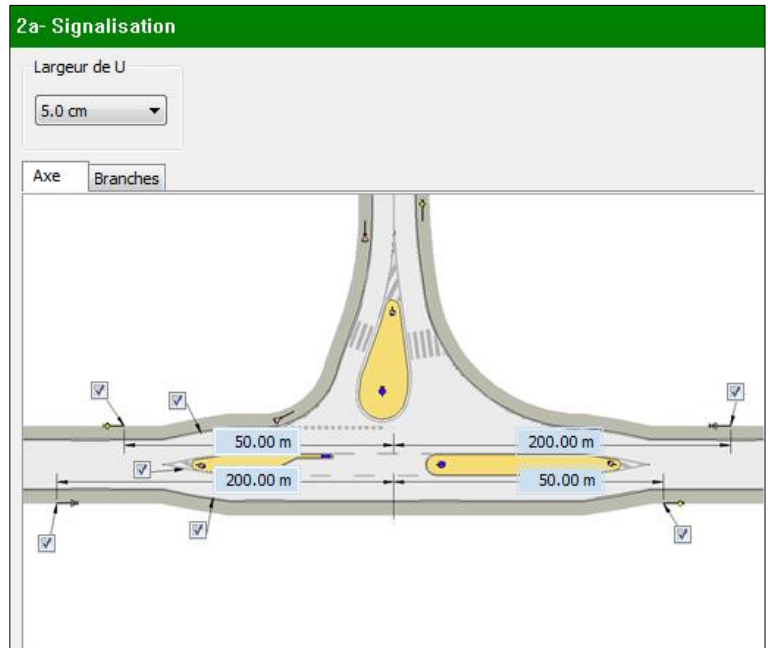 2a- Signalisation
Largeur de U
5.0 cm
Axe
Branches
50.00 m
200.00 m
200.00 m
50.00 m